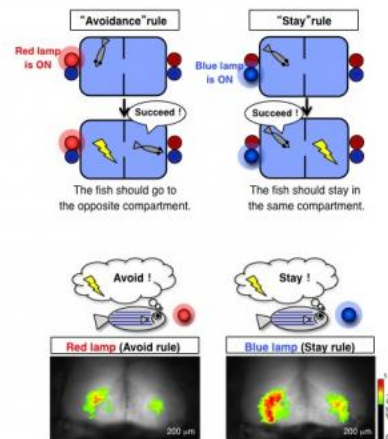 "Avoidance" rule
"Stay" rule
Red lamp
is ON
Blue lamp
is ON
Succeed !
Succeed !
The fish should go to
the opposite compartment.
The fish should stay in
the same compartment.
Avoid !
Stay !
Red lamp (Avoid rule)
Blue lamp (Stay rule)
200 μm
200 μm